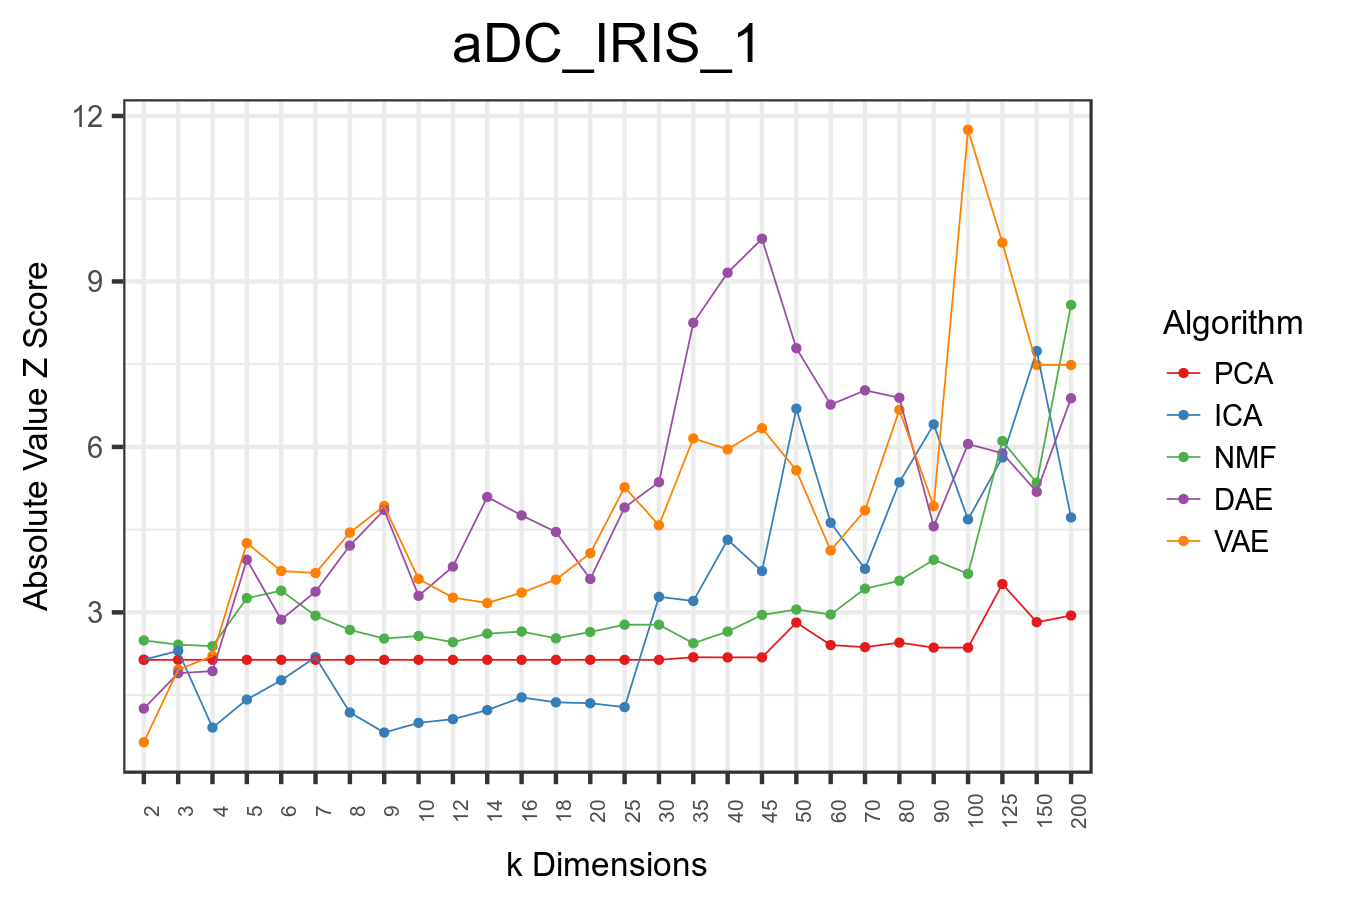 aDC_IRIS_1
Absolute Value Z Score
12
9
6
3
2 3 4 5 6 7 8 9 10 12 14 16 18 20 25 30 35 40 45 50 60 70 80 90 100 125 150 200
k Dimensions
Algorithm
PCA
ICA
NMF
DAE
VAE